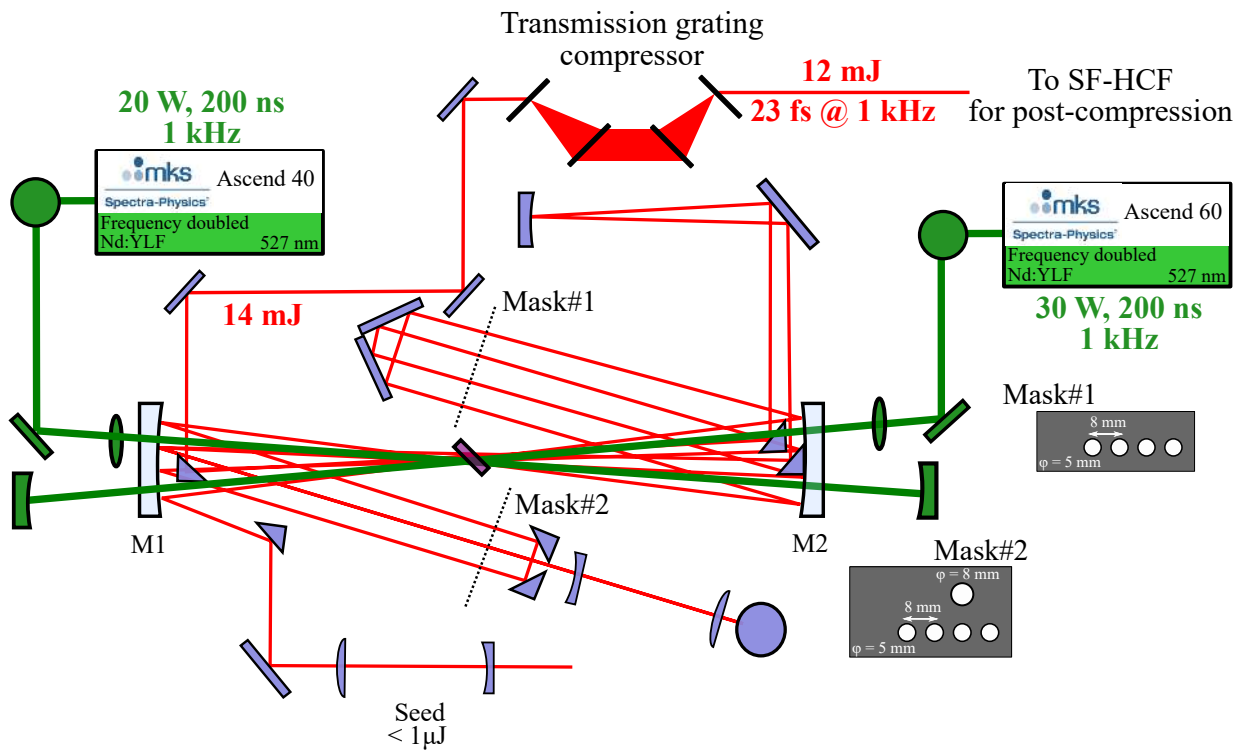 Transmission grating
compressor
12 mJ
23 fs @ 1 kHz
To SF-HCF
for post-compression
20 W, 200 ns
1 kHz
mks
Spectra-Physics®
Ascend 40
Frequency doubled
Nd:YLF
527 nm
mks
Spectra-Physics®
Ascend 60
Frequency doubled
Nd:YLF
527 nm
30 W, 200 ns
1 kHz
14 mJ
Mask#1
Mask#1
8 mm
φ = 5 mm
Mask#2
M1
M2
Mask#2
φ = 8 mm
8 mm
φ = 5 mm
Seed
< 1μJ